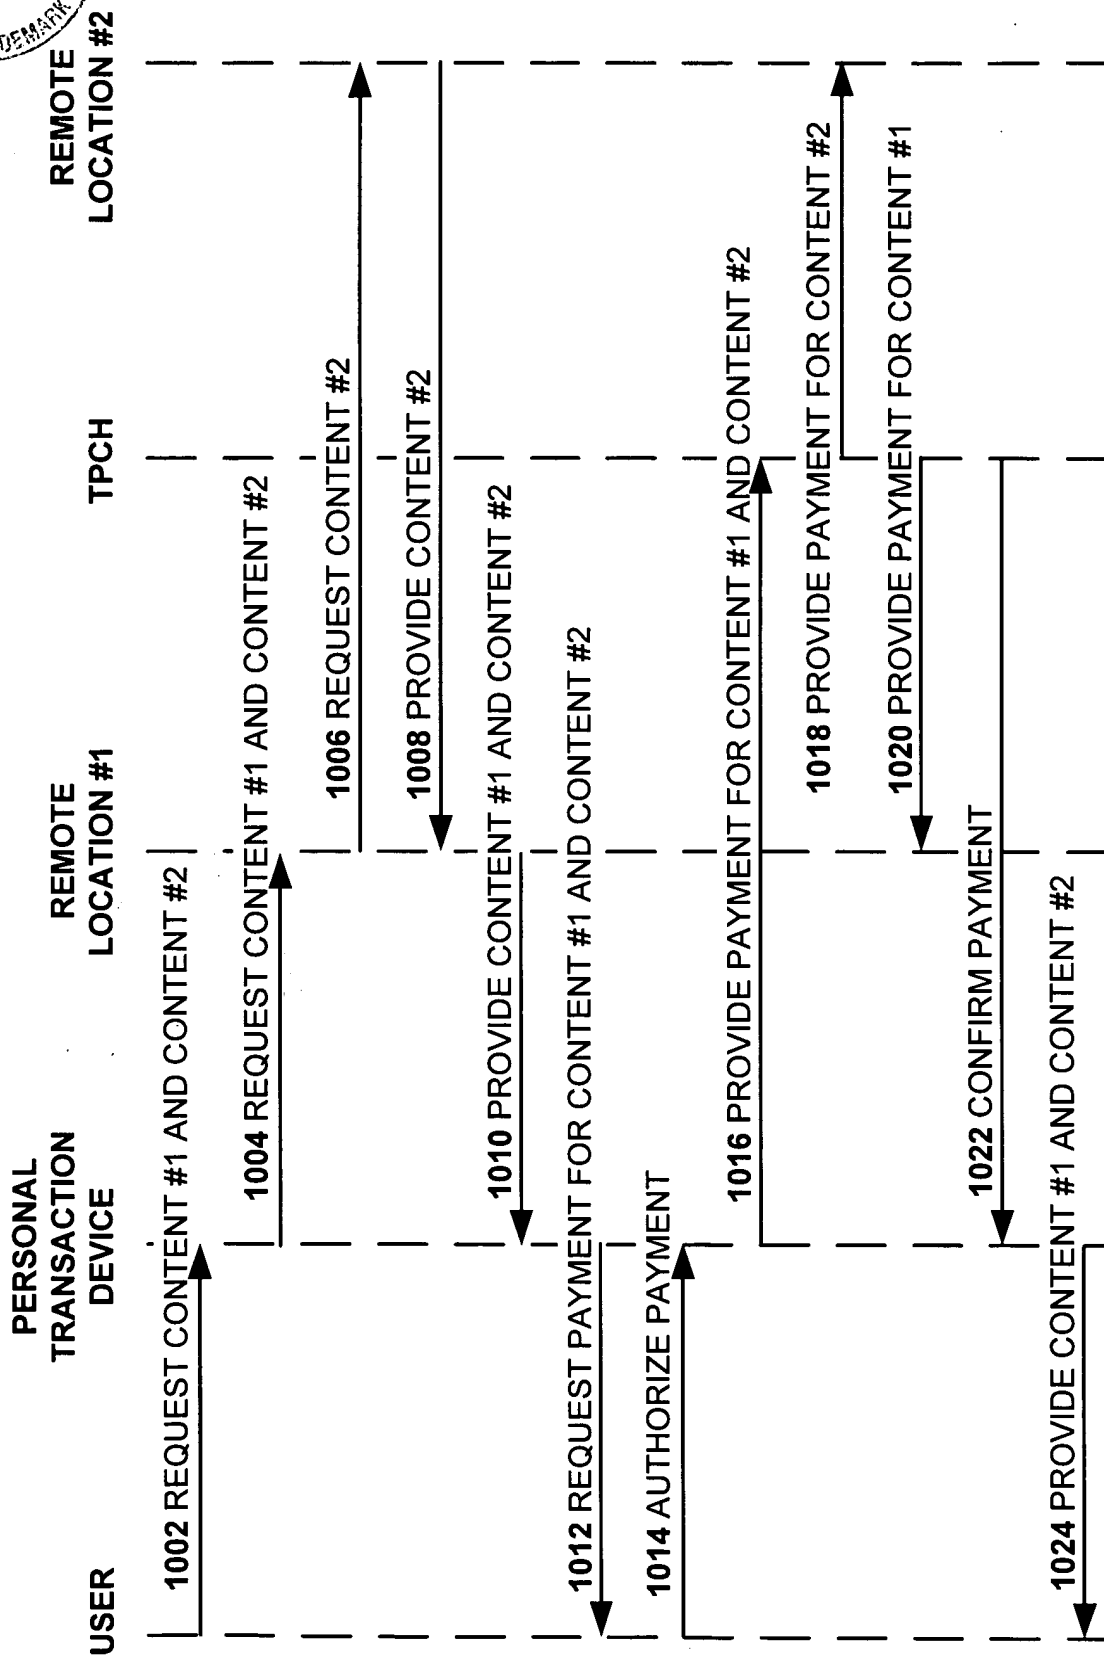 USER
PERSONAL
TRANSACTION
DEVICE
REMOTE
LOCATION #1
TPCH
REMOTE
LOCATION #2
1002 REQUEST CONTENT #1 AND CONTENT #2
1004 REQUEST CONTENT #1 AND CONTENT #2
1006 REQUEST CONTENT #2
1008 PROVIDE CONTENT #2
1010 PROVIDE CONTENT #1 AND CONTENT #2
1012 REQUEST PAYMENT FOR CONTENT #1 AND CONTENT #2
1014 AUTHORIZE PAYMENT
1016 PROVIDE PAYMENT FOR CONTENT #1 AND CONTENT #2
1018 PROVIDE PAYMENT FOR CONTENT #2
1020 PROVIDE PAYMENT FOR CONTENT #1
1022 CONFIRM PAYMENT
1024 PROVIDE CONTENT #1 AND CONTENT #2